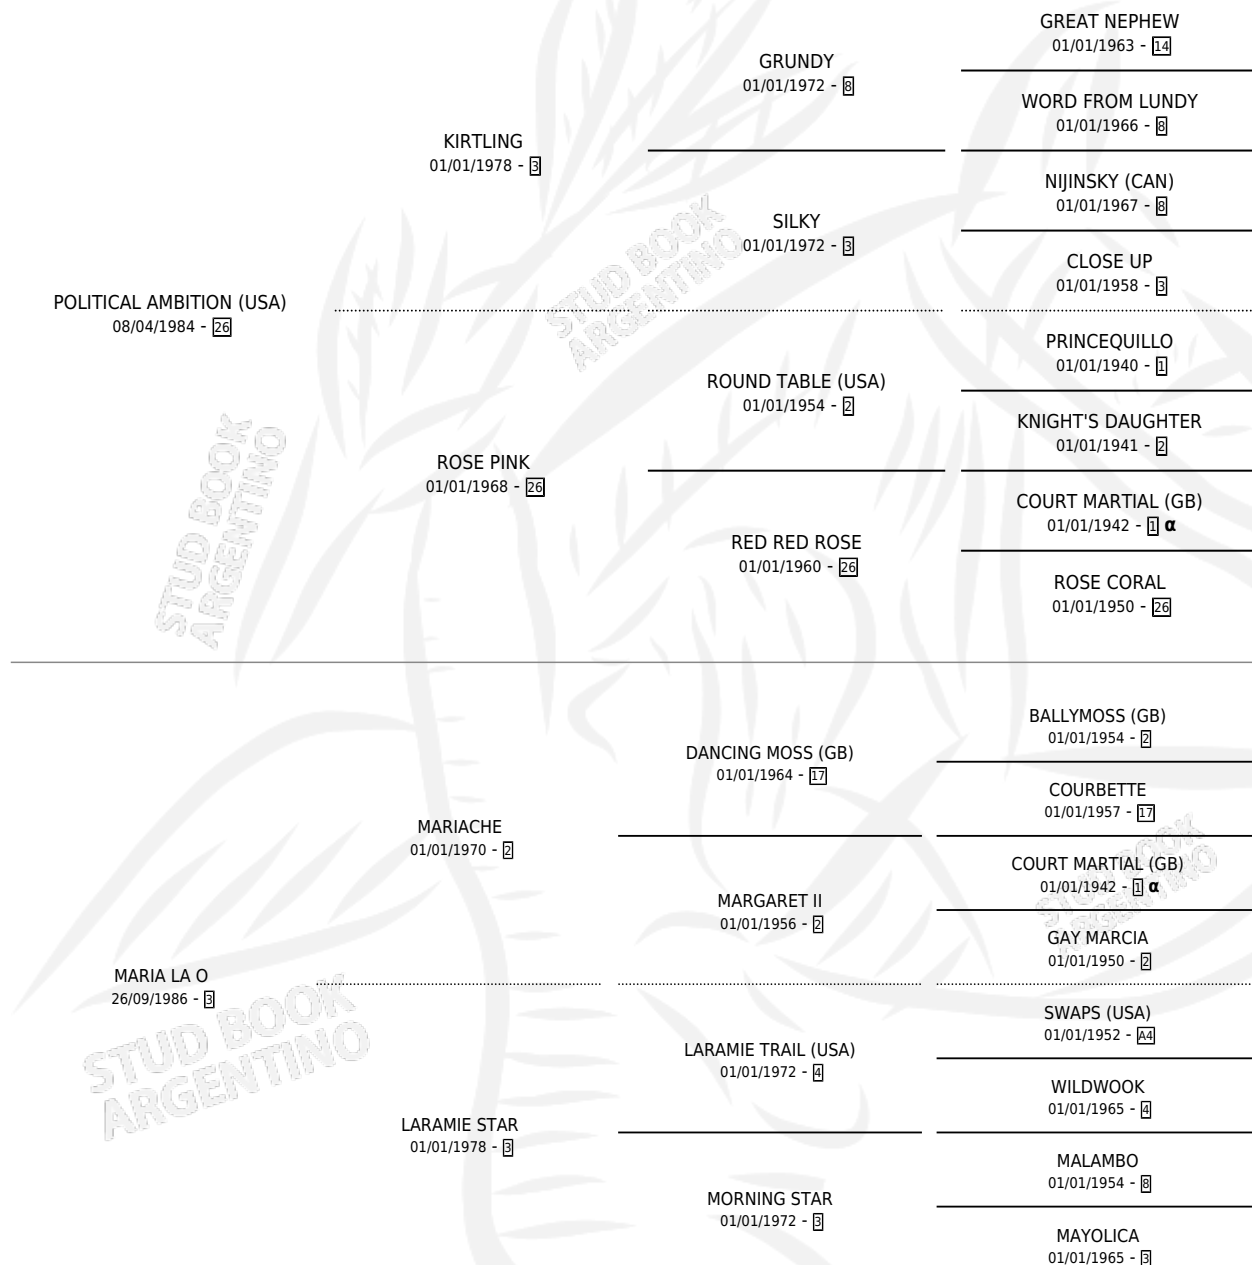 GREAT NEPHEW
01/01/1963 - 14
GRUNDY
01/01/1972 - 8
WORD FROM LUNDY
01/01/1966 - 8
KIRTLING
01/01/1978 - 3
NIJINSKY (CAN)
01/01/1967 - 8
SILKY
01/01/1972 - 3
CLOSE UP
01/01/1958 - 3
POLITICAL AMBITION (USA)
08/04/1984 - 26
PRINCEQUILLO
01/01/1940 - 1
ROUND TABLE (USA)
01/01/1954 - 2
KNIGHT'S DAUGHTER
01/01/1941 - 2
ROSE PINK
01/01/1968 - 26
COURT MARTIAL (GB)
01/01/1942 - 1 α
RED RED ROSE
01/01/1960 - 26
ROSE CORAL
01/01/1950 - 26
BALLYMOSS (GB)
01/01/1954 - 2
DANCING MOSS (GB)
01/01/1964 - 17
COURBETTE
01/01/1957 - 17
MARIACHE
01/01/1970 - 2
COURT MARTIAL (GB)
01/01/1942 - 1 α
MARGARET II
01/01/1956 - 2
GAY MARCIA
01/01/1950 - 2
MARIA LA O
26/09/1986 - 3
SWAPS (USA)
01/01/1952 - A4
LARAMIE TRAIL (USA)
01/01/1972 - 4
WILDWOOK
01/01/1965 - 4
LARAMIE STAR
01/01/1978 - 3
MALAMBO
01/01/1954 - 8
MORNING STAR
01/01/1972 - 3
MAYOLICA
01/01/1965 - 3
STUD BOOK
ARGENTINO
STUD BOOK
ARGENTINO
STUD BOOK
ARGENTINO
STUD BOOK
ARGENTINO